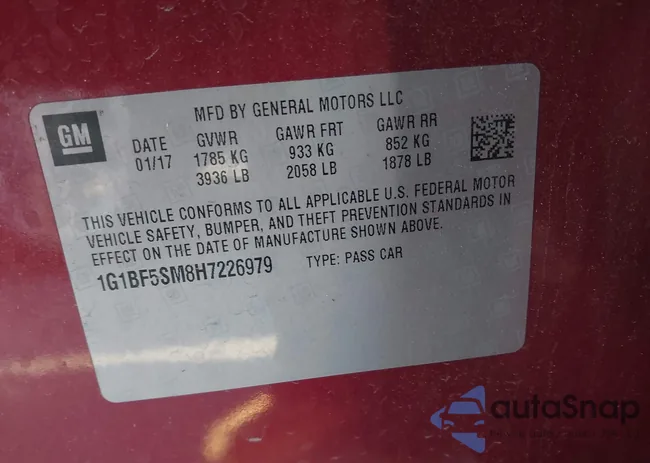 MFD BY GENERAL MOTORS LLC
GM
DATE GVWR GAWR FRT GAWR RR
01/17 1785 KG 933 KG 852 KG
3936 LB 2058 LB 1878 LB
THIS VEHICLE CONFORMS TO ALL APPLICABLE U.S. FEDERAL MOTOR
VEHICLE SAFETY, BUMPER, AND THEFT PREVENTION STANDARDS IN
EFFECT ON THE DATE OF MANUFACTURE SHOWN ABOVE.
1G1BF5SM8H7226979 TYPE: PASS CAR
autaSnap